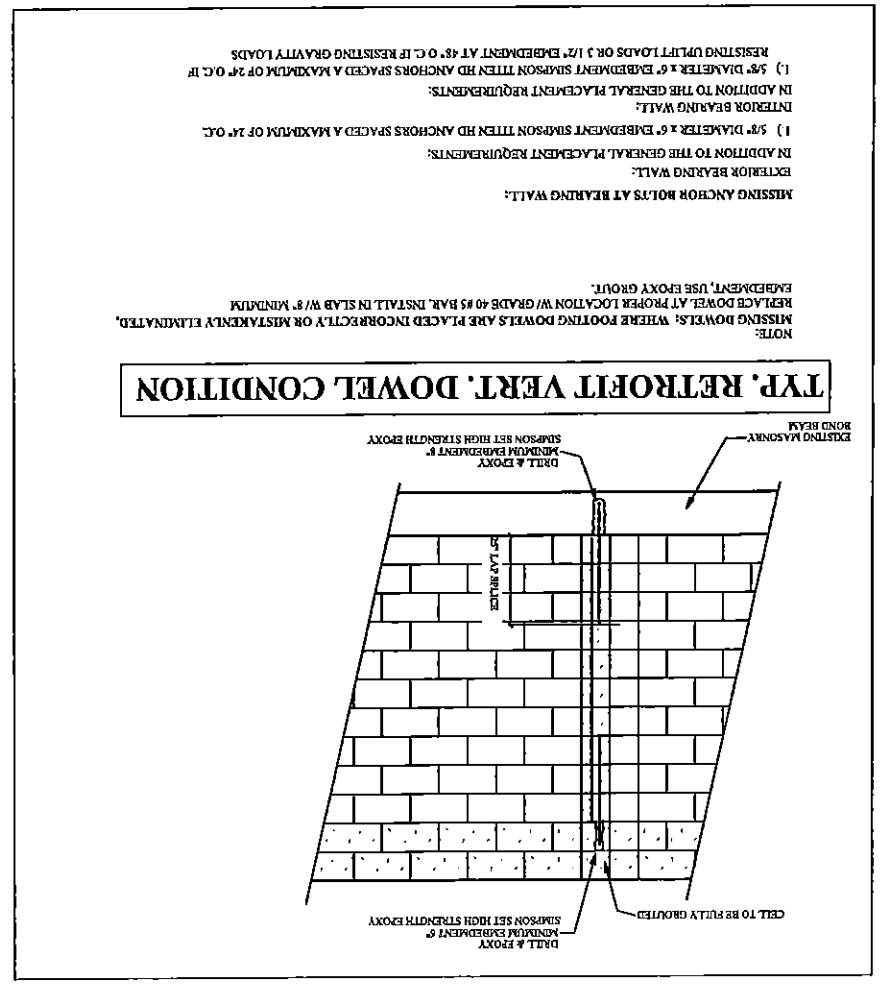 DRILL & EPOXY
MINIMUM EMBEDMENT 6"
SIMPSON SET HIGH STRENGTH EPOXY
CELL TO BE FULLY GROUTED
25" LAP SPLICE
DRILL & EPOXY
MINIMUM EMBEDMENT 8"
SIMPSON SET HIGH STRENGTH EPOXY
EXISTING MASONRY
BOND BEAM
TYP. RETROFIT VERT. DOWEL CONDITION
NOTE:
MISSING DOWELS: WHERE FOOTING DOWELS ARE PLACED INCORRECTLY OR MISTAKENLY ELIMINATED,
REPLACE DOWEL AT PROPER LOCATION W/ GRADE 40 #5 BAR. INSTALL IN SLAB W/ 8" MINIMUM
EMBEDMENT, USE EPOXY GROUT.
MISSING ANCHOR BOLTS AT BEARING WALL:
EXTERIOR BEARING WALL:
IN ADDITION TO THE GENERAL PLACEMENT REQUIREMENTS:
1.) 5/8" DIAMETER x 6" EMBEDMENT SIMPSON TITEN HD ANCHORS SPACED A MAXIMUM OF 24" O.C.
INTERIOR BEARING WALL:
IN ADDITION TO THE GENERAL PLACEMENT REQUIREMENTS:
1.) 5/8" DIAMETER x 6" EMBEDMENT SIMPSON TITEN HD ANCHORS SPACED A MAXIMUM OF 24" O.C. IF
RESISTING UPLIFT LOADS OR 3 1/2" EMBEDMENT AT 48" O.C. IF RESISTING GRAVITY LOADS